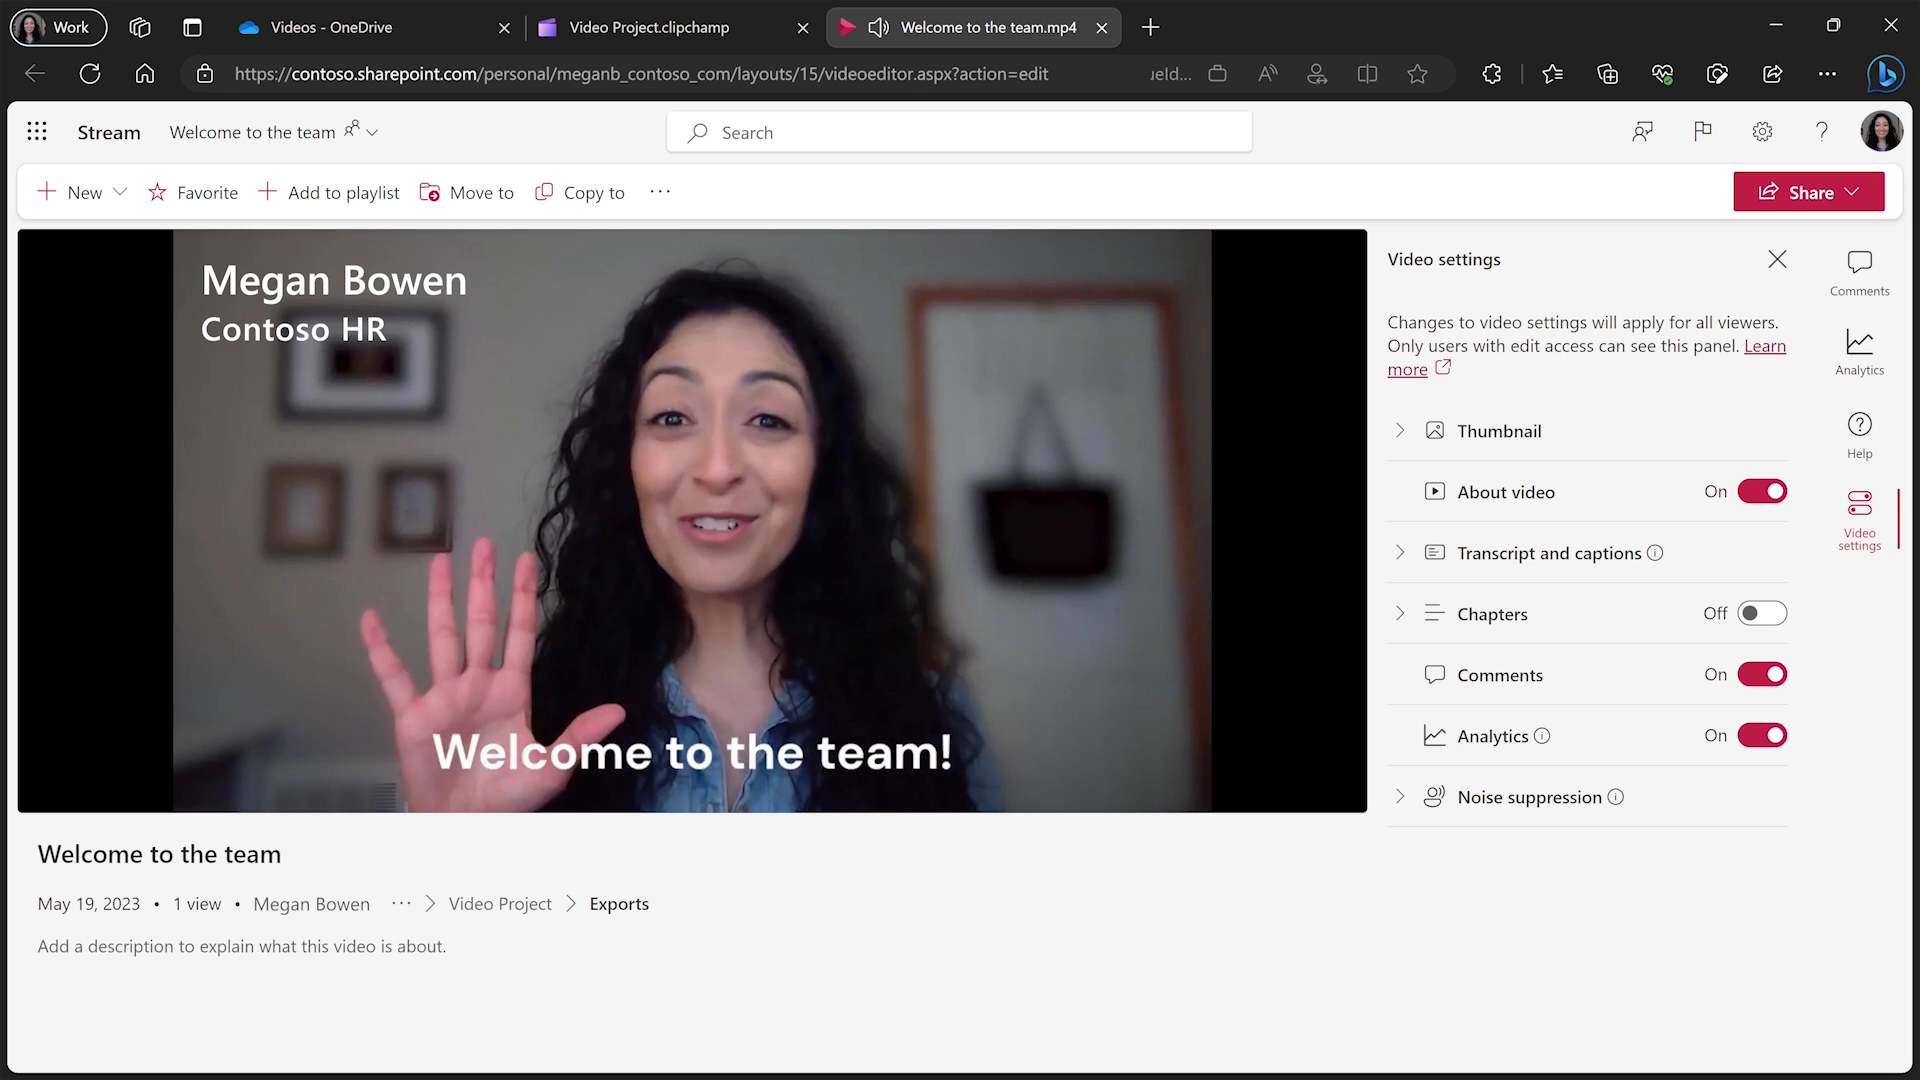 Work
Videos - OneDrive
Video Project.clipchamp
Welcome to the team.mp4
https://contoso.sharepoint.com/personal/meganb_contoso_com/layouts/15/videoeditor.aspx?action=edit
Stream
Welcome to the team
Search
New
Favorite
Add to playlist
Move to
Copy to
Share
Megan Bowen
Contoso HR
Welcome to the team!
Video settings
Changes to video settings will apply for all viewers.
Only users with edit access can see this panel. Learn
more
Thumbnail
About video On
Transcript and captions
Chapters Off
Comments On
Analytics On
Noise suppression
Comments
Analytics
Help
Video
settings
Welcome to the team
May 19, 2023 • 1 view • Megan Bowen ··· > Video Project > Exports
Add a description to explain what this video is about.